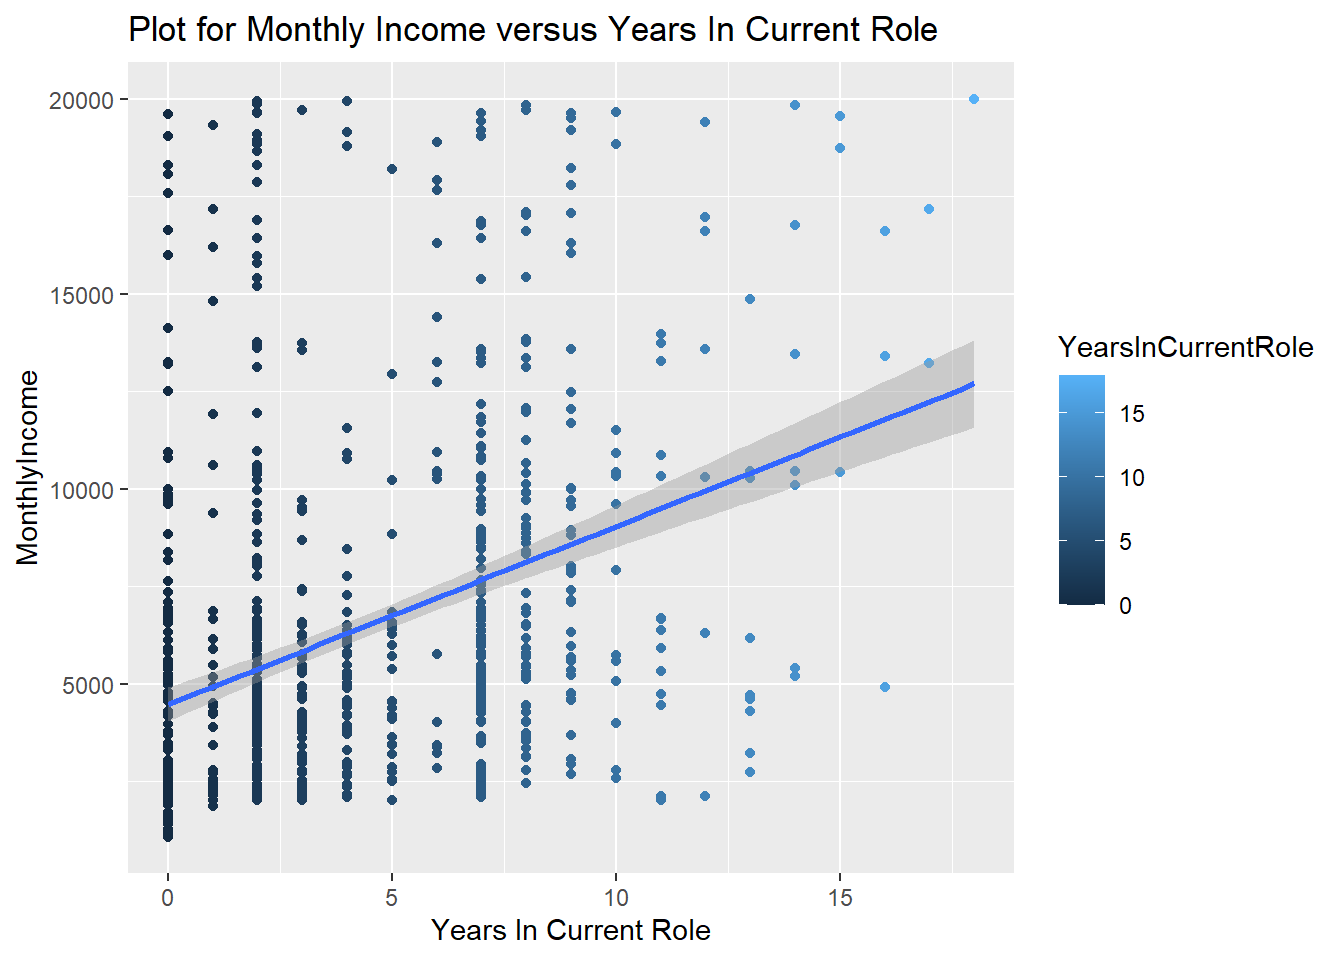 Plot for Monthly Income versus Years In Current Role
20000
15000
10000
5000
MonthlyIncome
0 5 10 15
Years In Current Role
YearsInCurrentRole
15
10
5
0